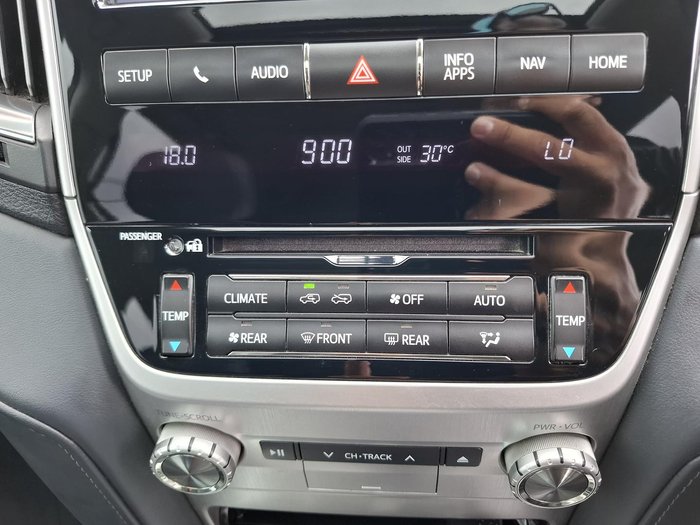 SETUP AUDIO INFO APPS NAV HOME
18.0 900 OUT SIDE 30°C LO
PASSENGER
TEMP CLIMATE OFF AUTO TEMP
REAR FRONT REAR
TUNE·SCROLL PWR·VOL
CH·TRACK